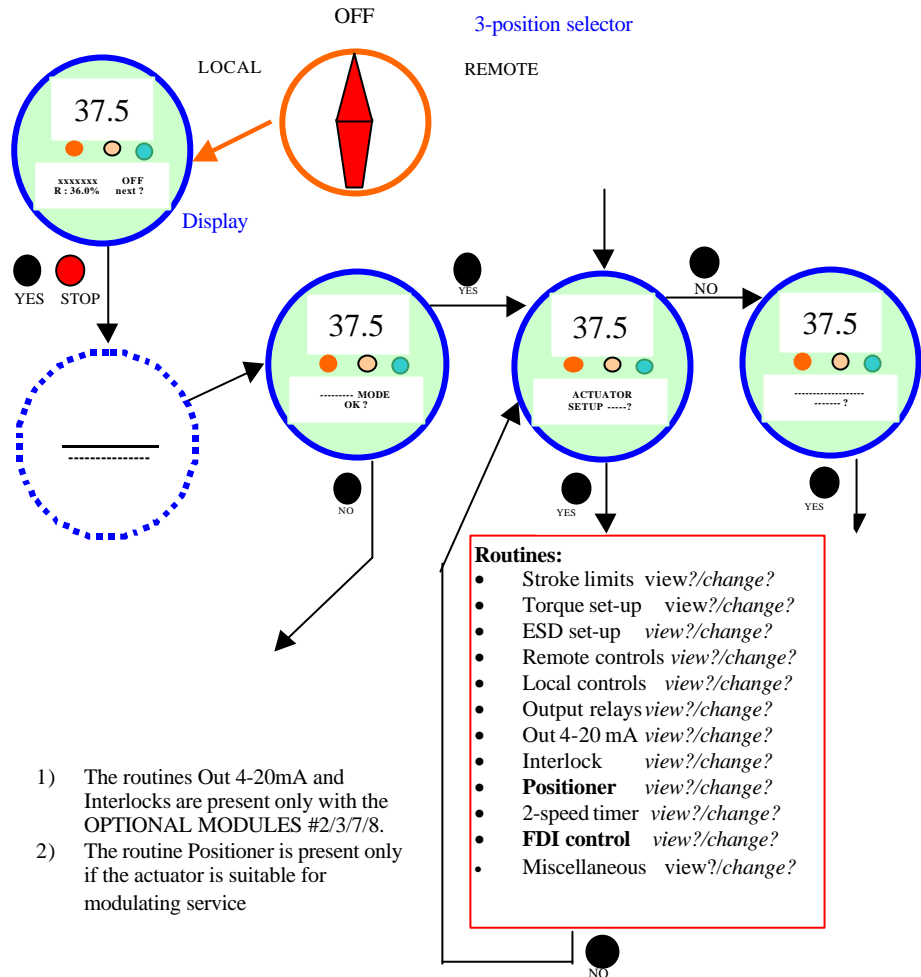 OFF
3-position selector
LOCAL
REMOTE
37.5
xxxxxxx OFF
R : 36.0% next ?
Display
YES STOP
------------- 
37.5
--------- MODE
OK ?
YES
37.5
ACTUATOR
SETUP -----?
NO
37.5
-------------------
------- ?
NO
YES
YES
Routines:
• Stroke limits view?/change?
• Torque set-up view?/change?
• ESD set-up view?/change?
• Remote controls view?/change?
• Local controls view?/change?
• Output relays view?/change?
• Out 4-20 mA view?/change?
• Interlock view?/change?
• Positioner view?/change?
• 2-speed timer view?/change?
• FDI control view?/change?
• Miscellaneous view?/change?
NO
1) The routines Out 4-20mA and
Interlocks are present only with the
OPTIONAL MODULES #2/3/7/8.
2) The routine Positioner is present only
if the actuator is suitable for
modulating service